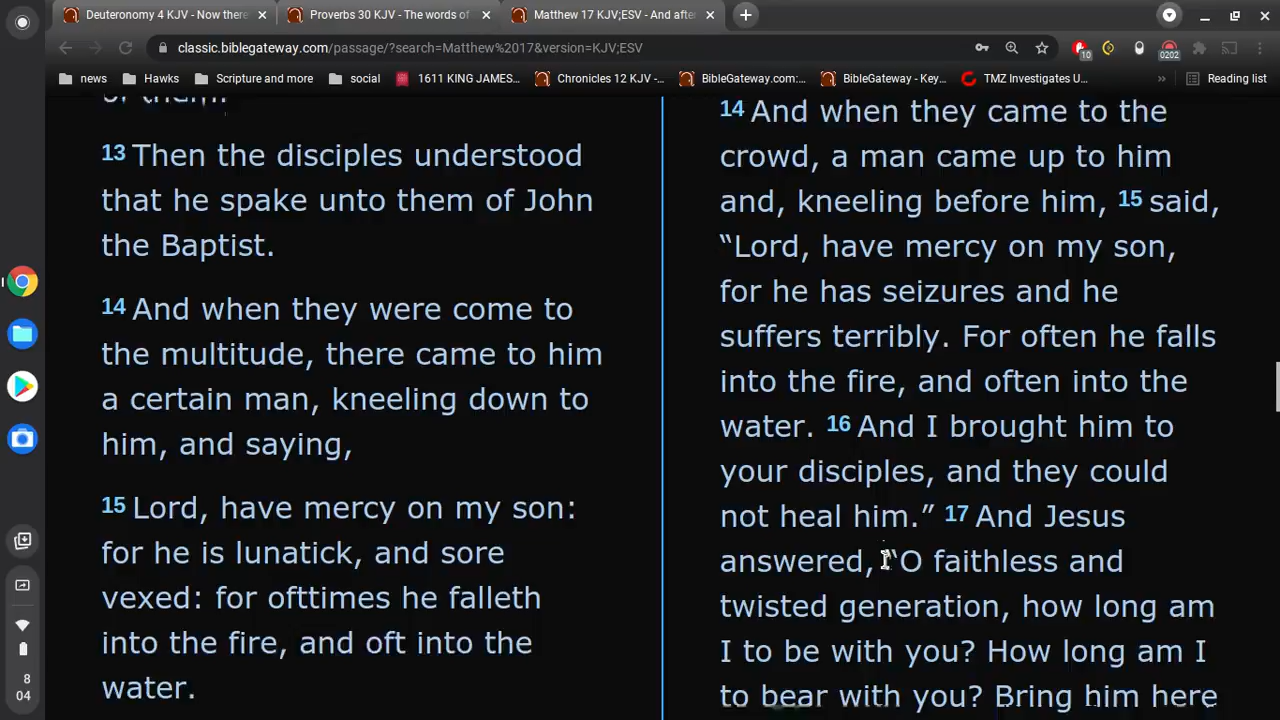 Deuteronomy 4 KJV - Now there
Proverbs 30 KJV - The words of
Matthew 17 KJV;ESV - And after
classic.biblegateway.com/passage/?search=Matthew%2017&version=KJV;ESV
10
0202
news
Hawks
Scripture and more
social
1611 KING JAMES...
Chronicles 12 KJV -...
BibleGateway.com:...
BibleGateway - Key...
TMZ Investigates U...
»
Reading list
of them.
13 Then the disciples understood
that he spake unto them of John
the Baptist.
14 And when they were come to
the multitude, there came to him
a certain man, kneeling down to
him, and saying,
15 Lord, have mercy on my son:
for he is lunatick, and sore
vexed: for ofttimes he falleth
into the fire, and oft into the
water.
14 And when they came to the
crowd, a man came up to him
and, kneeling before him, 15 said,
“Lord, have mercy on my son,
for he has seizures and he
suffers terribly. For often he falls
into the fire, and often into the
water. 16 And I brought him to
your disciples, and they could
not heal him.” 17 And Jesus
answered, “O faithless and
twisted generation, how long am
I to be with you? How long am I
to bear with you? Bring him here
8
04